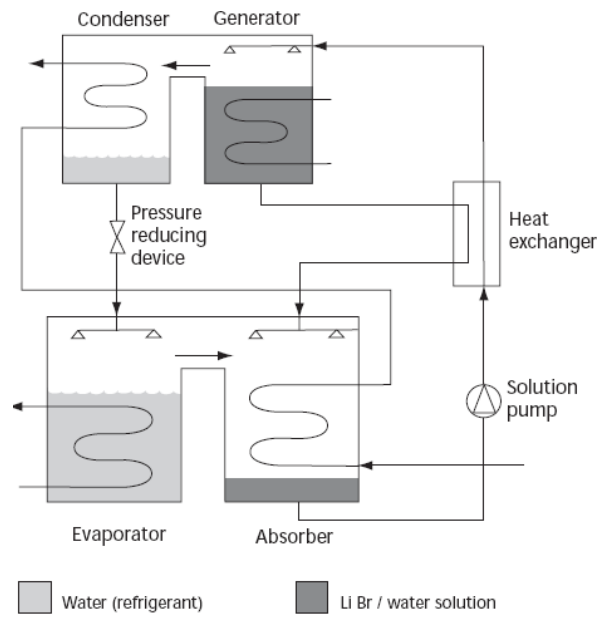 Condenser
Generator
Pressure
reducing
device
Heat
exchanger
Solution
pump
Evaporator
Absorber
Water (refrigerant)
Li Br / water solution